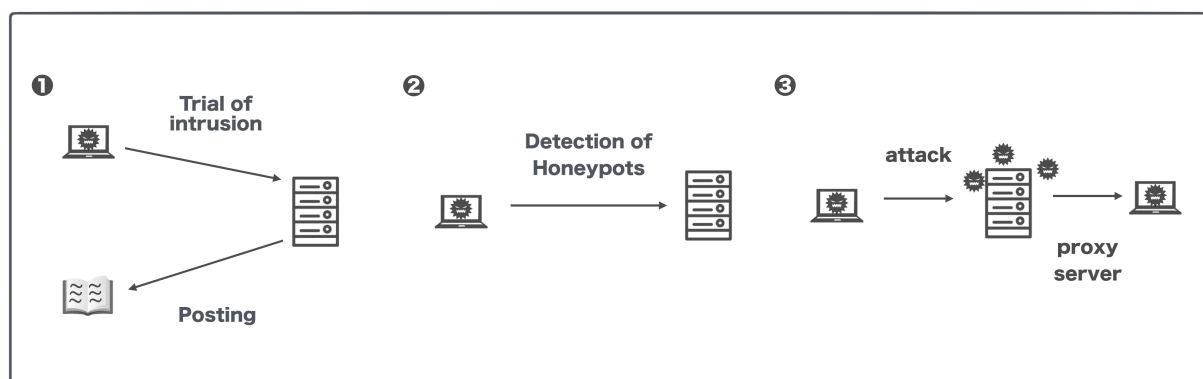 ❶
Trial of
intrusion
Posting
❷
Detection of
Honeypots
❸
attack
proxy
server